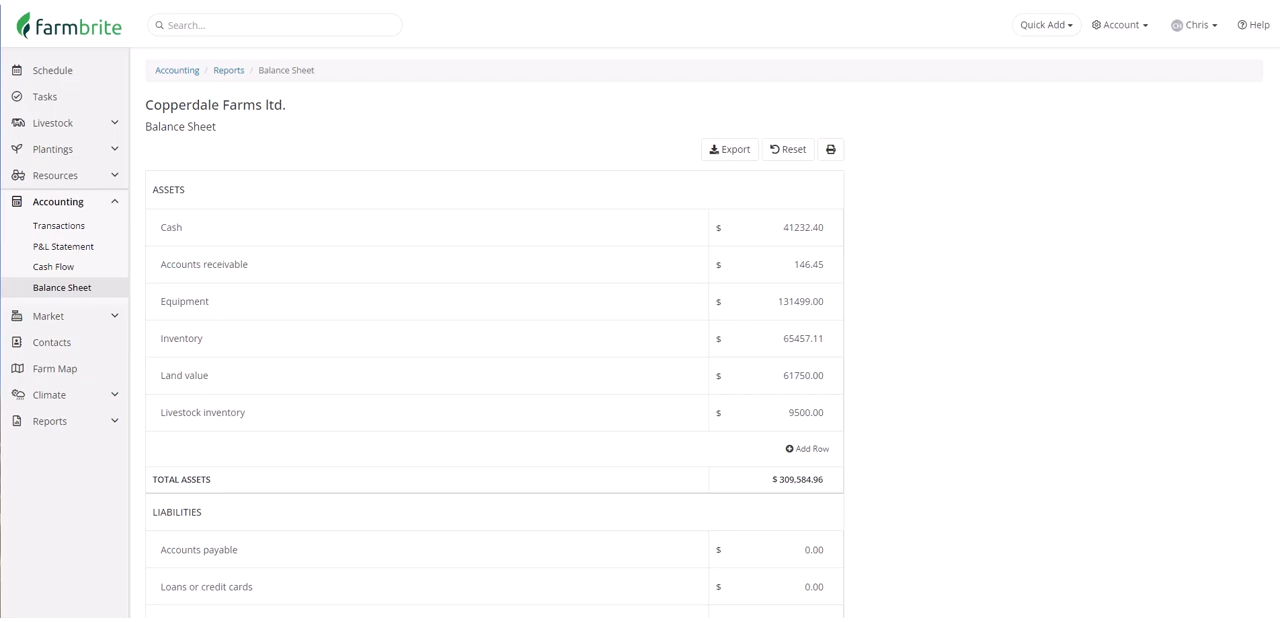 farmbrite
Search...
Quick Add
Account
CH Chris
Help
Schedule
Tasks
Livestock
Plantings
Resources
Accounting
Transactions
P&L Statement
Cash Flow
Balance Sheet
Market
Contacts
Farm Map
Climate
Reports
Accounting / Reports / Balance Sheet
Copperdale Farms ltd.
Balance Sheet
Export Reset
ASSETS
Cash $ 41232.40
Accounts receivable $ 146.45
Equipment $ 131499.00
Inventory $ 65457.11
Land value $ 61750.00
Livestock inventory $ 9500.00
Add Row
TOTAL ASSETS $ 309,584.96
LIABILITIES
Accounts payable $ 0.00
Loans or credit cards $ 0.00